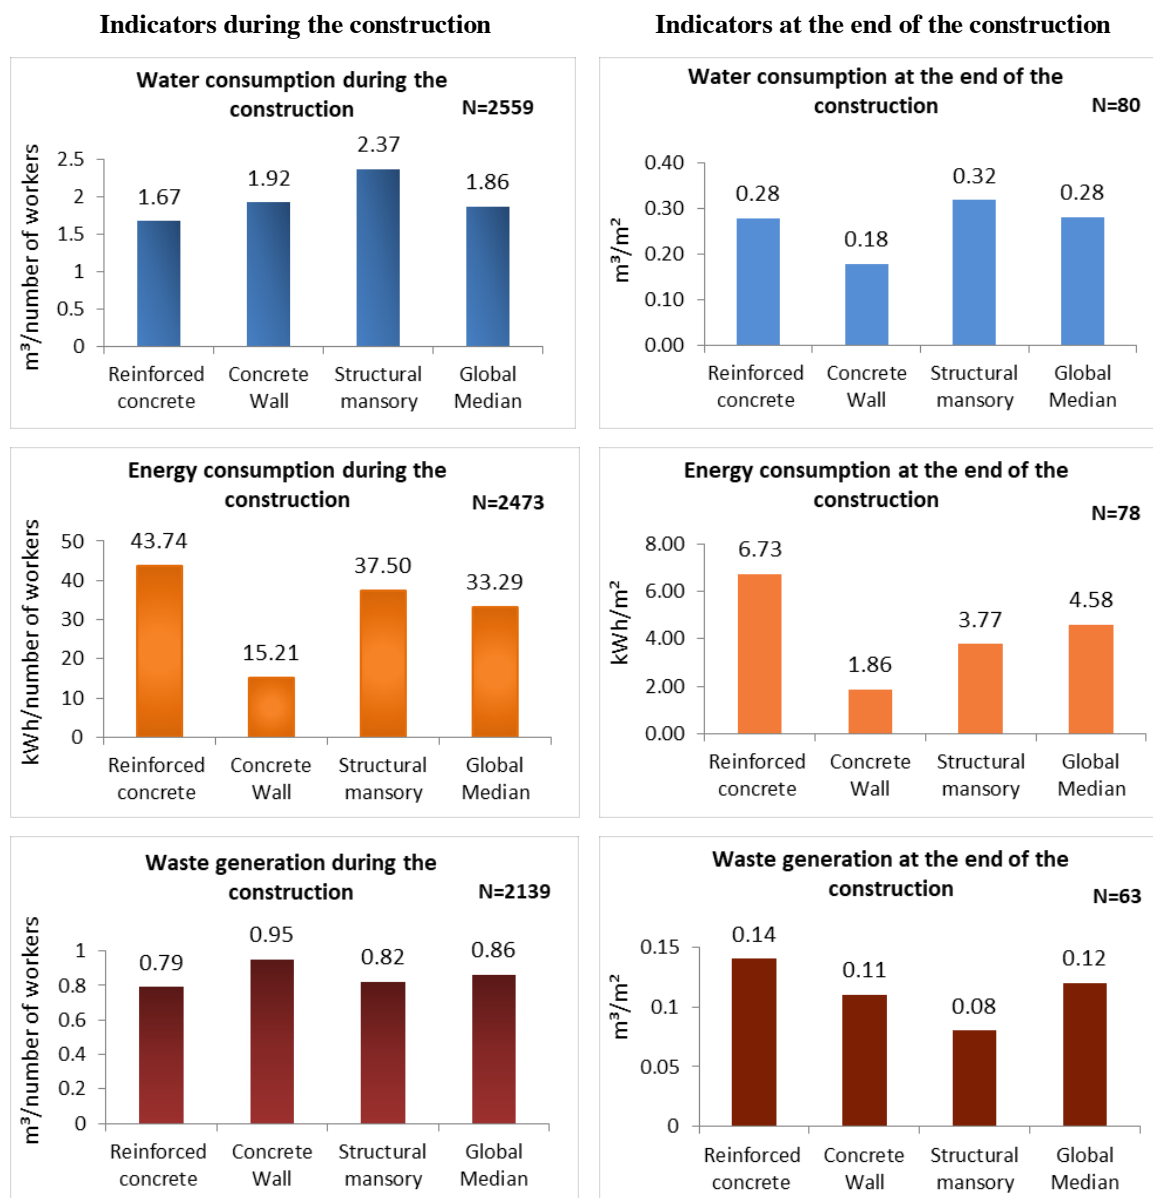 Indicators during the construction
Indicators at the end of the construction
Water consumption during the
construction
N=2559
m³/number of workers
2.5
2
1.5
1
0.5
0
1.67
1.92
2.37
1.86
Reinforced
concrete
Concrete
Wall
Structural
mansory
Global
Median
Water consumption at the end of the
construction
N=80
m³/m²
0.40
0.30
0.20
0.10
0.00
0.28
0.18
0.32
0.28
Reinforced
concrete
Concrete
Wall
Structural
mansory
Global
Median
Energy consumption during the
construction
N=2473
kWh/number of workers
50
40
30
20
10
0
43.74
15.21
37.50
33.29
Reinforced
concrete
Concrete
Wall
Structural
mansory
Global
Median
Energy consumption at the end of the
construction
N=78
kWh/m²
8.00
6.00
4.00
2.00
0.00
6.73
1.86
3.77
4.58
Reinforced
concrete
Concrete
Wall
Structural
mansory
Global
Median
Waste generation during the
construction
N=2139
m³/number of workers
1
0.8
0.6
0.4
0.2
0
0.79
0.95
0.82
0.86
Reinforced
concrete
Concrete
Wall
Structural
mansory
Global
Median
Waste generation at the end of the
construction
N=63
m³/m²
0.15
0.1
0.05
0
0.14
0.11
0.08
0.12
Reinforced
concrete
Concrete
Wall
Structural
mansory
Global
Median